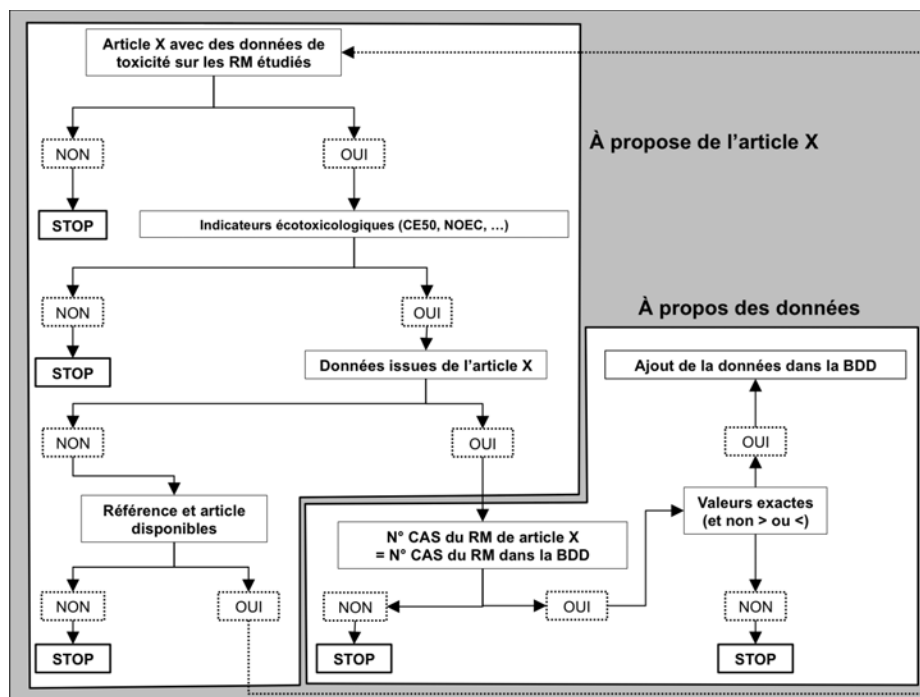 Article X avec des données de
toxicité sur les RM étudiés
NON
OUI
À propose de l'article X
STOP
Indicateurs écotoxicologiques (CE50, NOEC, …)
NON
OUI
À propos des données
STOP
Données issues de l'article X
Ajout de la données dans la BDD
NON
OUI
OUI
Référence et article
disponibles
Valeurs exactes
(et non > ou <)
N° CAS du RM de article X
= N° CAS du RM dans la BDD
NON
OUI
NON
OUI
NON
STOP
STOP
STOP